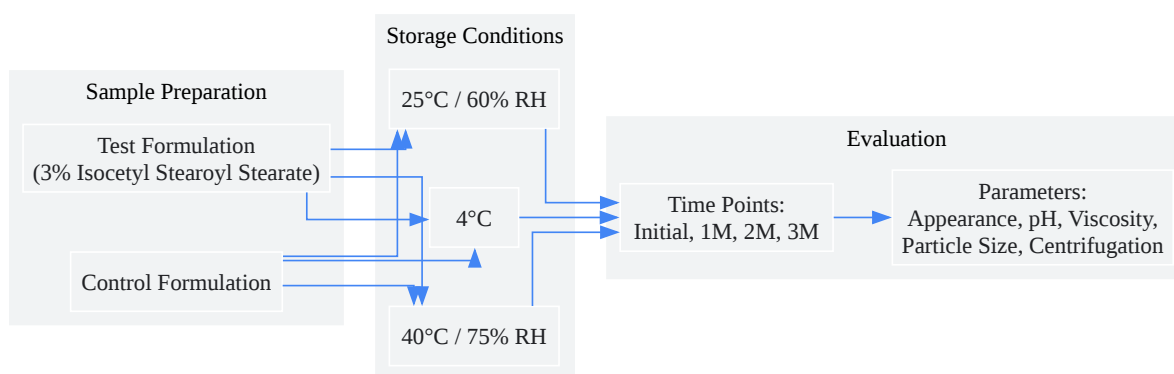 Sample Preparation
Test Formulation
(3% Isocetyl Stearoyl Stearate)
Control Formulation
Storage Conditions
25°C / 60% RH
4°C
40°C / 75% RH
Evaluation
Time Points:
Initial, 1M, 2M, 3M
Parameters:
Appearance, pH, Viscosity,
Particle Size, Centrifugation